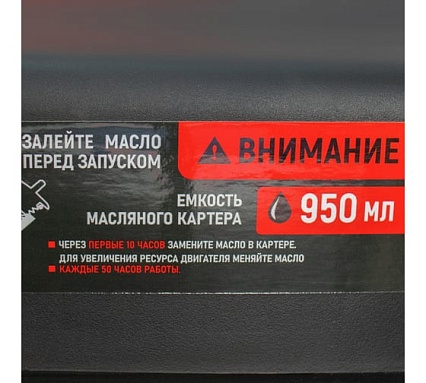 ЗАЛЕЙТЕ МАСЛО
ПЕРЕД ЗАПУСКОМ
ВНИМАНИЕ
ЕМКОСТЬ
МАСЛЯНОГО КАРТЕРА
950 МЛ
ЧЕРЕЗ ПЕРВЫЕ 10 ЧАСОВ ЗАМЕНИТЕ МАСЛО В КАРТЕРЕ.
ДЛЯ УВЕЛИЧЕНИЯ РЕСУРСА ДВИГАТЕЛЯ МЕНЯЙТЕ МАСЛО
КАЖДЫЕ 50 ЧАСОВ РАБОТЫ.